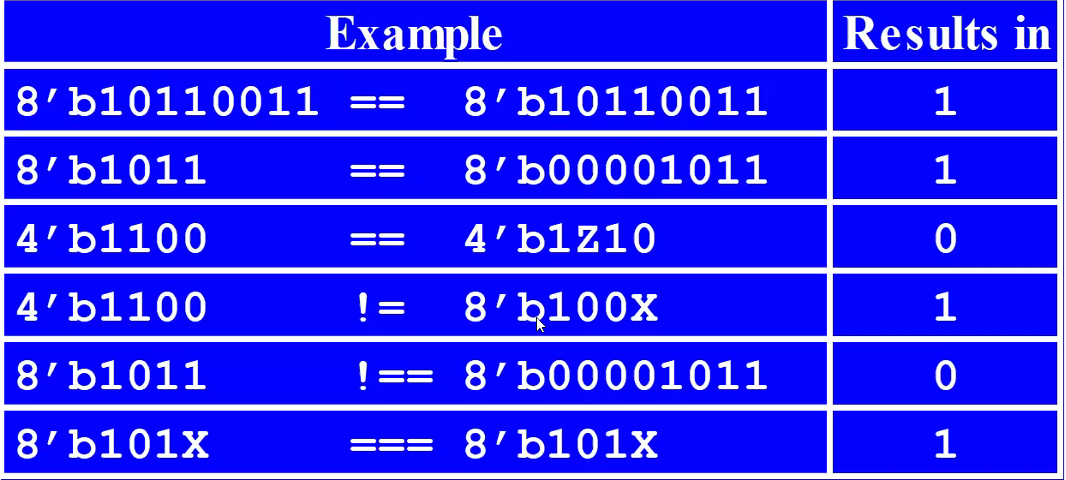 Example Results in
8’b10110011 == 8’b10110011 1
8’b1011 == 8’b00001011 1
4’b1100 == 4’b1Z10 0
4’b1100 != 8’b100X 1
8’b1011 !== 8’b00001011 0
8’b101X === 8’b101X 1